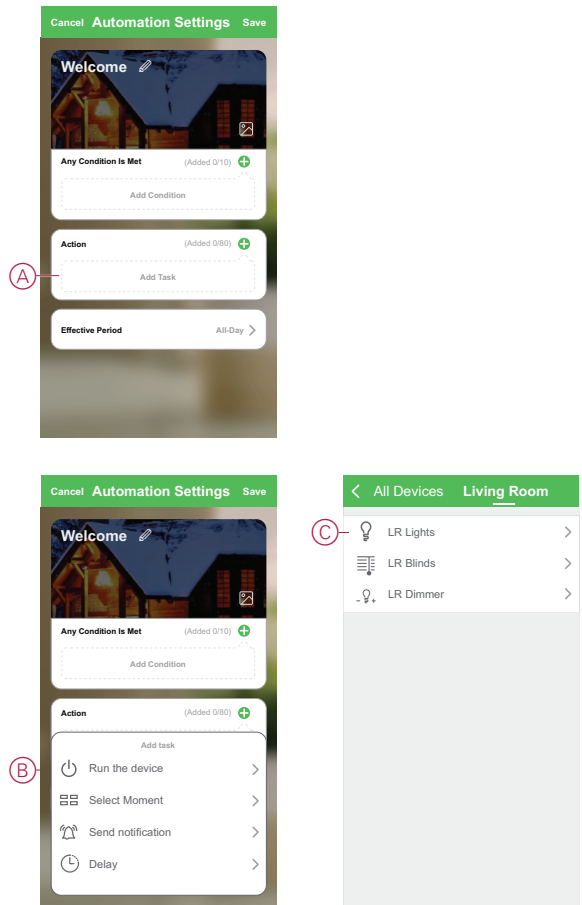 Cancel Automation Settings Save
Welcome
Any Condition Is Met (Added 0/10)
Add Condition
Action (Added 0/80)
A
Add Task
Effective Period All-Day
Cancel Automation Settings Save
Welcome
Any Condition Is Met (Added 0/10)
Add Condition
Action (Added 0/80)
Add task
B
Run the device
Select Moment
Send notification
Delay
All Devices Living Room
C
LR Lights
LR Blinds
LR Dimmer